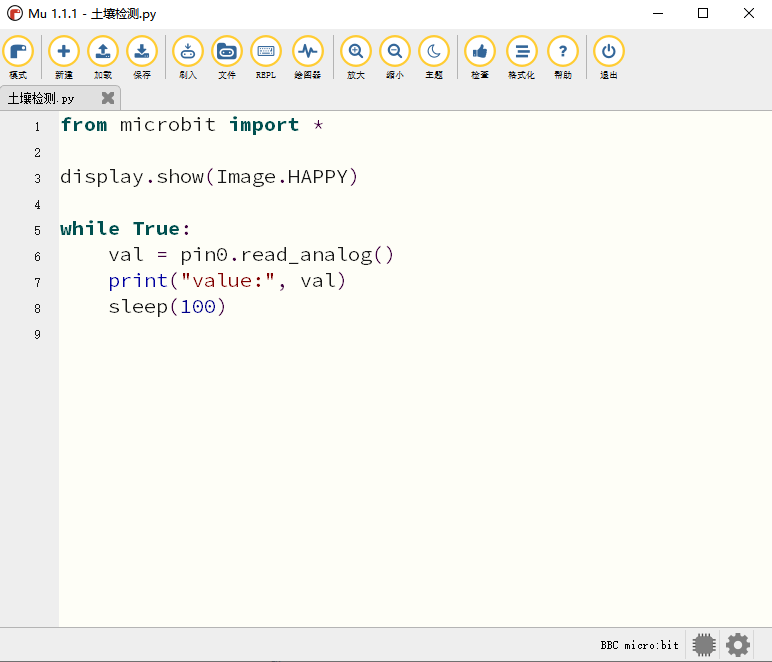 Mu 1.1.1 - 土壤检测.py
模式 新建 加载 保存 刷入 文件 REPL 绘图器 放大 缩小 主题 检查 格式化 帮助 退出
土壤检测.py
1 from microbit import *
2
3 display.show(Image.HAPPY)
4
5 while True:
6     val = pin0.read_analog()
7     print("value:", val)
8     sleep(100)
9
BBC micro:bit